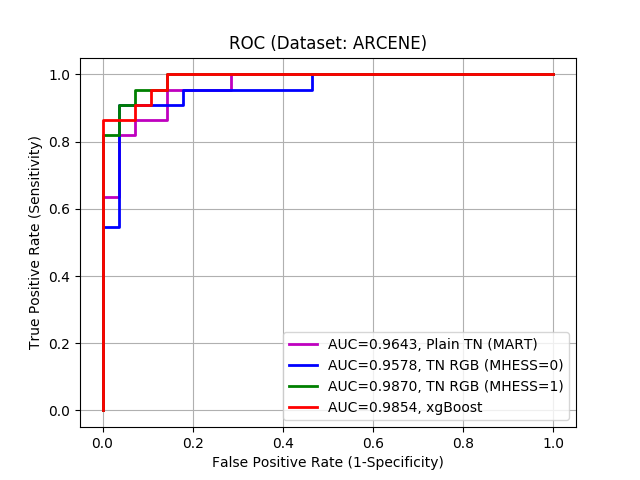 ROC (Dataset: ARCENE)
True Positive Rate (Sensitivity)
1.0
0.8
0.6
0.4
0.2
0.0
AUC=0.9643, Plain TN (MART)
AUC=0.9578, TN RGB (MHESS=0)
AUC=0.9870, TN RGB (MHESS=1)
AUC=0.9854, xgBoost
0.0 0.2 0.4 0.6 0.8 1.0
False Positive Rate (1-Specificity)